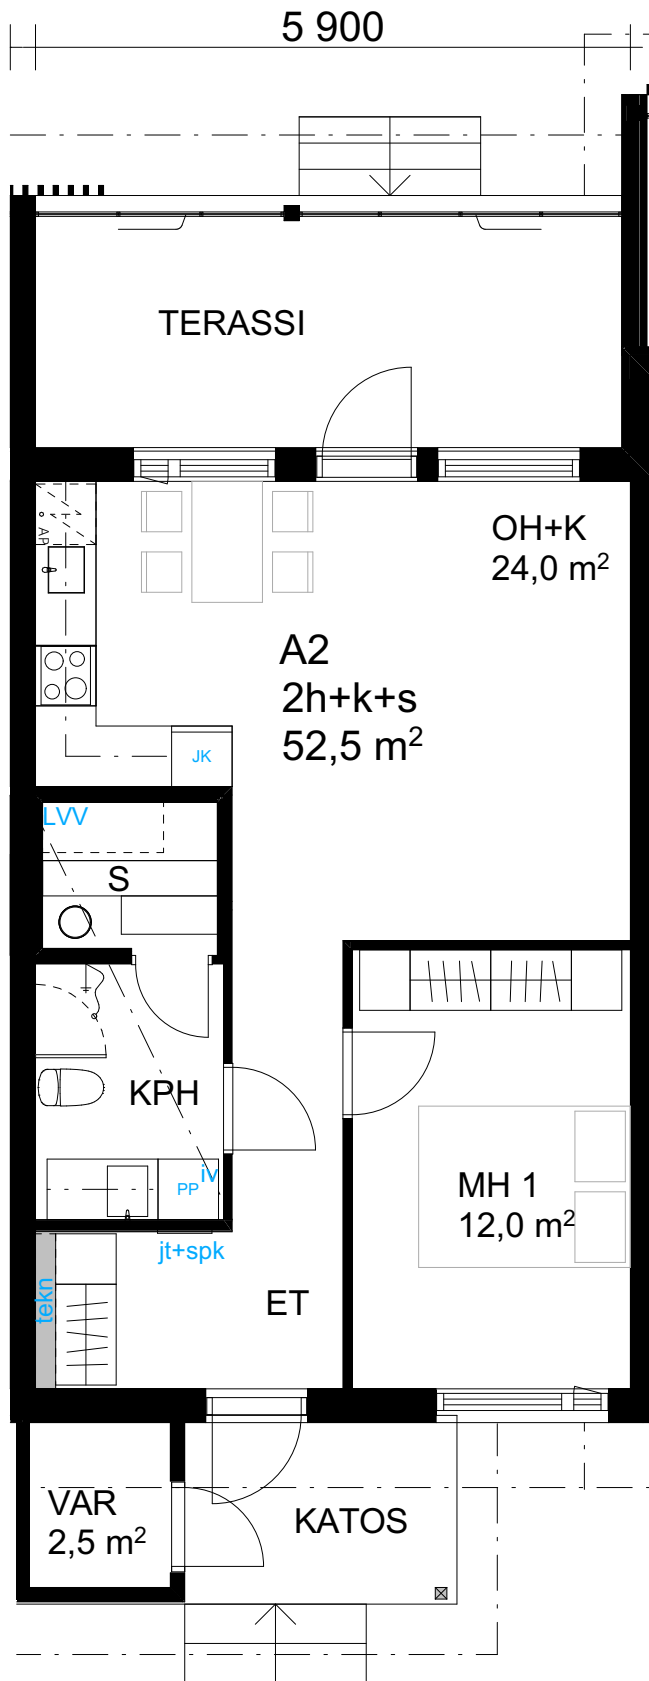 5 900
TERASSI
OH+K
24,0 m²
AP
A2
2h+k+s
52,5 m²
JK
LVV
S
KPH
iv
PP
MH 1
12,0 m²
jt+spk
tekn
ET
VAR
2,5 m²
KATOS